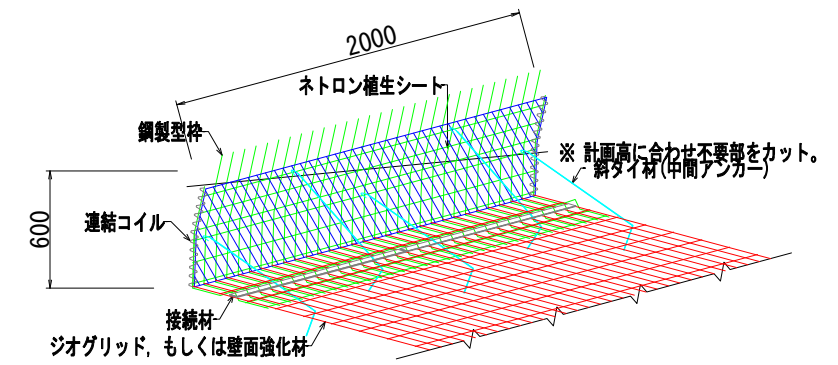 2000
ネトロン植生シート
鋼製型枠
※ 計画高に合わせ不要部をカット。
斜タイ材(中間アンカー)
600
連結コイル
接続材
ジオグリッド, もしくは壁面強化材